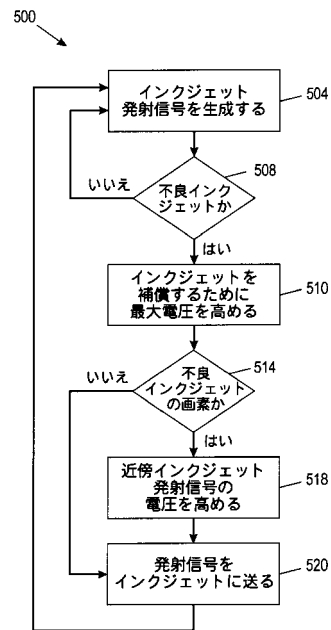 500
インクジェット
発射信号を生成する
504
不良インク
ジェットか
508
いいえ
はい
インクジェットを
補償するために
最大電圧を高める
510
不良
インクジェット
の画素か
514
いいえ
はい
近傍インクジェット
発射信号の
電圧を高める
518
発射信号を
インクジェットに送る
520